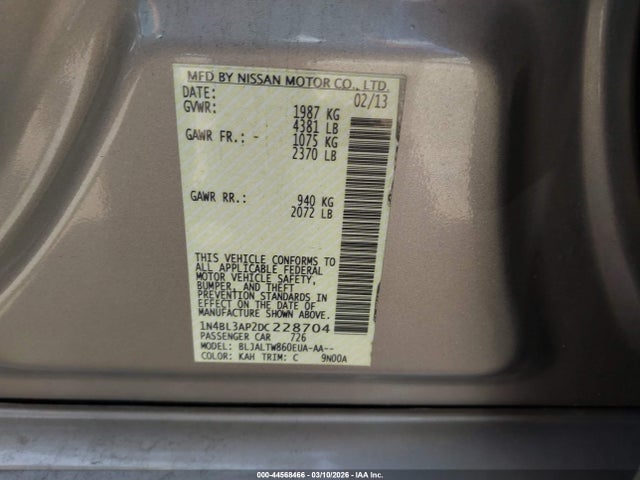 MFD BY NISSAN MOTOR CO., LTD.
DATE: 02/13
GVWR: 1987 KG
4381 LB
GAWR FR.: - 1075 KG
2370 LB
GAWR RR.: 940 KG
2072 LB
THIS VEHICLE CONFORMS TO
ALL APPLICABLE FEDERAL
MOTOR VEHICLE SAFETY,
BUMPER, AND THEFT
PREVENTION STANDARDS IN
EFFECT ON THE DATE OF
MANUFACTURE SHOWN ABOVE.
1N4BL3AP2DC228704
PASSENGER CAR 726
MODEL: BLJALTW860EUA-AA--
COLOR: KAH TRIM: C 9N00A
000-44568466 - 03/10/2026 - IAA Inc.